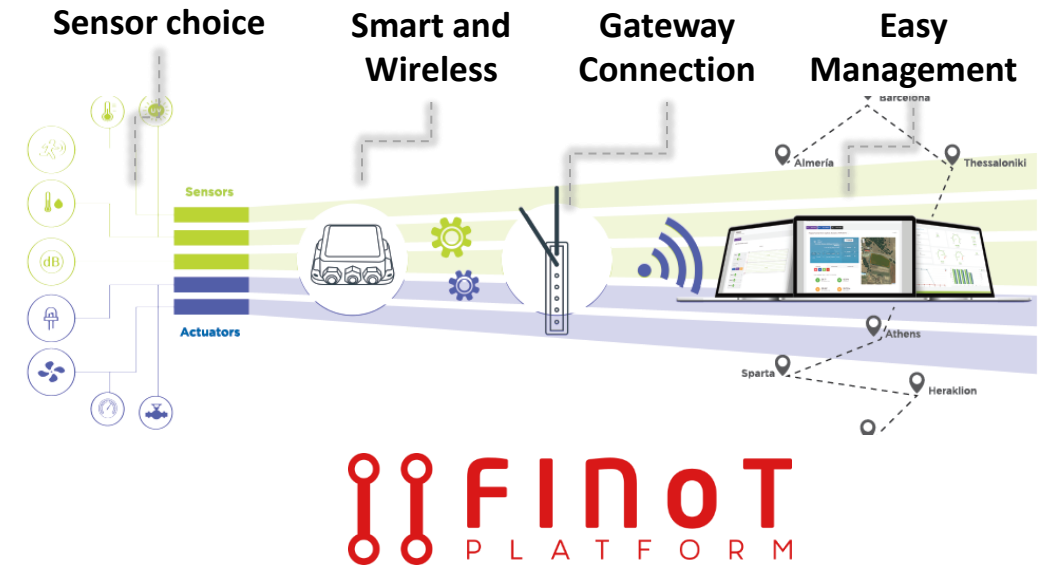 Sensor choice
Smart and
Wireless
Gateway
Connection
Easy
Management
Barcelona
Almería
Thessaloniki
UV
Sensors
(dB)
Actuators
Athens
Sparta
Heraklion
FINoT
PLATFORM